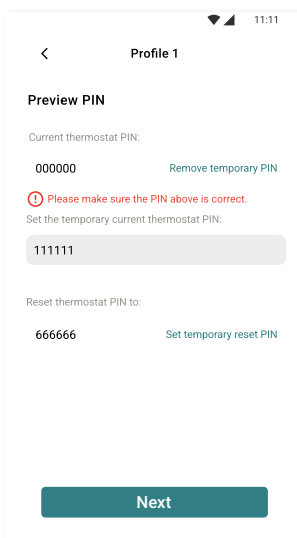 11:11
Profile 1
Preview PIN
Current thermostat PIN:
000000 Remove temporary PIN
Please make sure the PIN above is correct.
Set the temporary current thermostat PIN:
111111
Reset thermostat PIN to:
666666 Set temporary reset PIN
Next